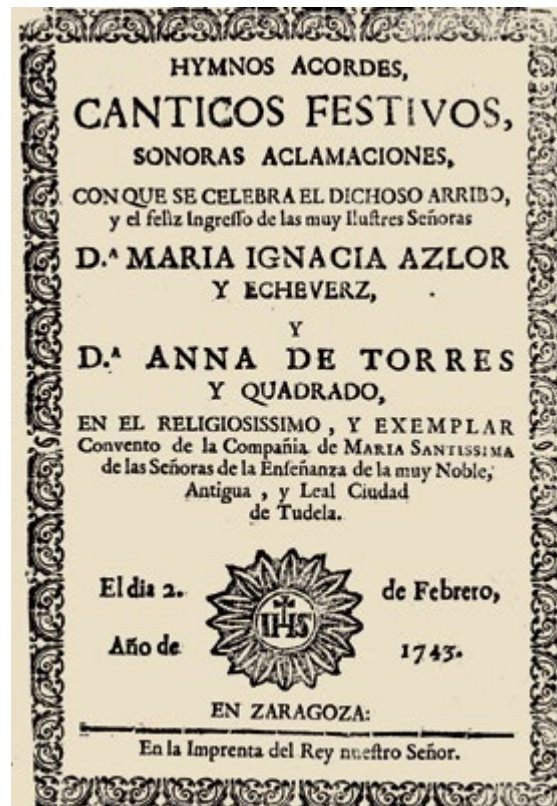 HYMNOS ACORDES,
CANTICOS FESTIVOS,
SONORAS ACLAMACIONES,
CON QUE SE CELEBRA EL DICHOSO ARRIBO,
y el feliz Ingreſſo de las muy Iluſtres Señoras
D.ᴬ MARIA IGNACIA AZLOR
Y ECHEVERZ,
Y
D.ᴬ ANNA DE TORRES
Y QUADRADO,
EN EL RELIGIOSISSIMO, Y EXEMPLAR
Convento de la Compañia de MARIA SANTISSIMA
de las Señoras de la Enſeñanza de la muy Noble,
Antigua, y Leal Ciudad
de Tudela.
El dia 2. de Febrero,
IHS
Año de 1743.
EN ZARAGOZA:
En la Imprenta del Rey nueſtro Señor.